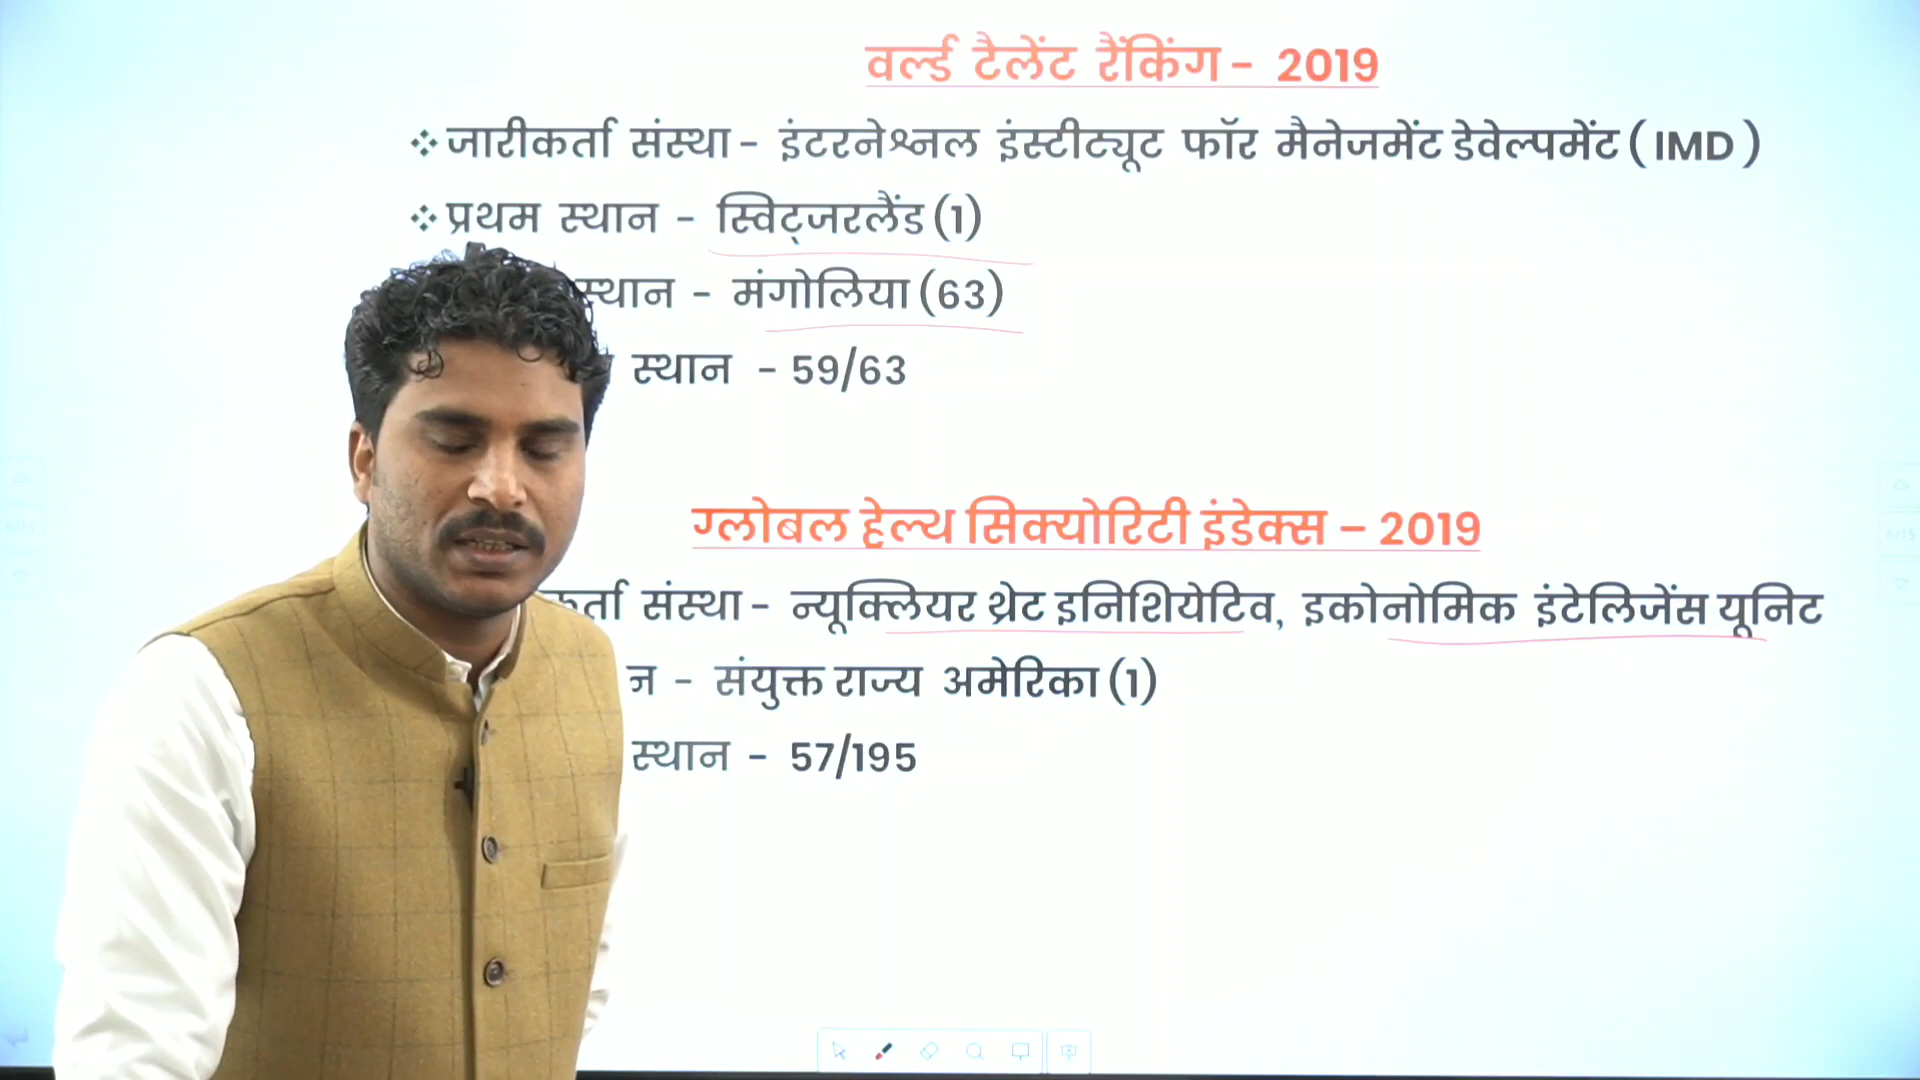 वर्ल्ड टैलेंट रैंकिंग - 2019
जारीकर्ता संस्था - इंटरनेश्नल इंस्टीट्यूट फॉर मैनेजमेंट डेवेल्पमेंट ( IMD )
प्रथम स्थान - स्विट्जरलैंड (1)
स्थान - मंगोलिया (63)
स्थान - 59/63
ग्लोबल हेल्थ सिक्योरिटी इंडेक्स – 2019
संस्था - न्यूक्लियर थ्रेट इनिशियेटिव, इकोनोमिक इंटेलिजेंस यूनिट
न - संयुक्त राज्य अमेरिका (1)
स्थान - 57/195